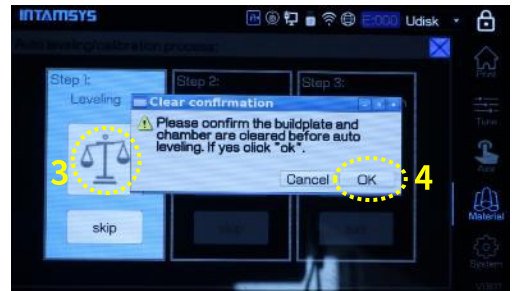 INTAMSYS
E:000 Udisk
Auto leveling/calibration
process:
Step 1:
Leveling
Step 2:
Step 3:
Clear confirmation
Please confirm the buildplate and
chamber are cleared before auto
leveling. If yes click "ok".
Cancel OK
3
4
skip
Print
Tune
Axis
Material
System